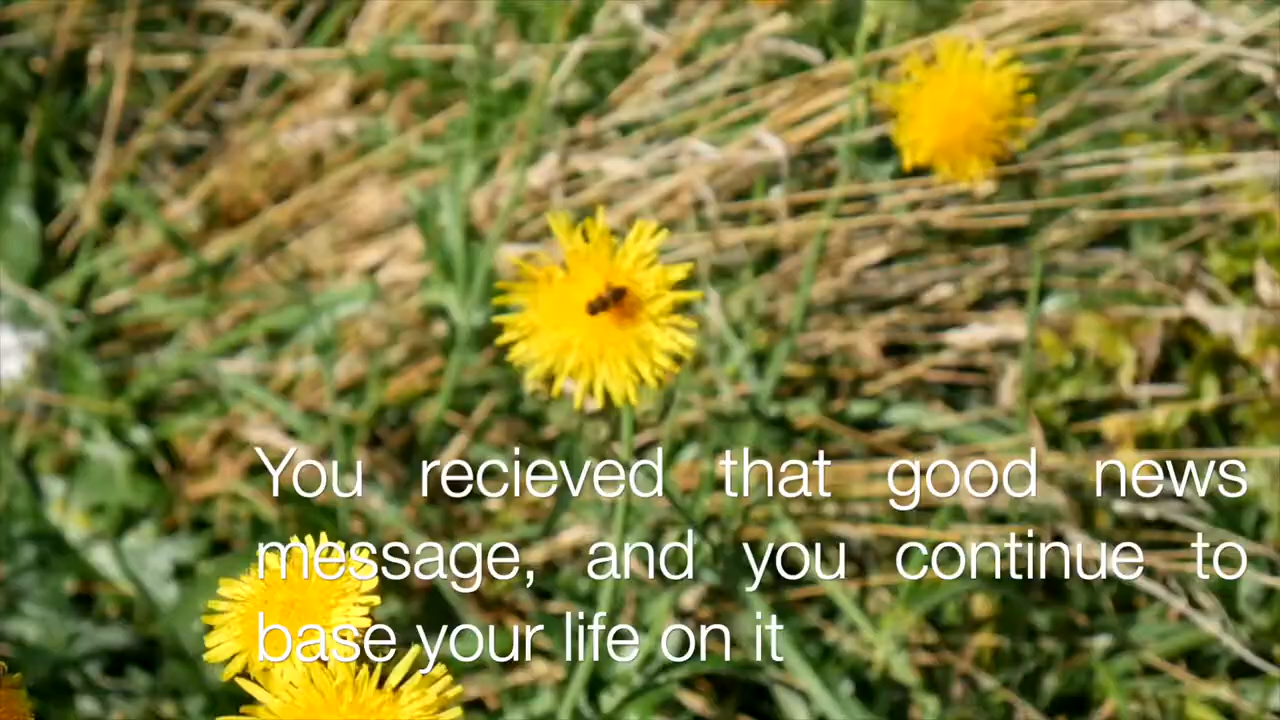 You recieved that good news
message, and you continue to
base your life on it